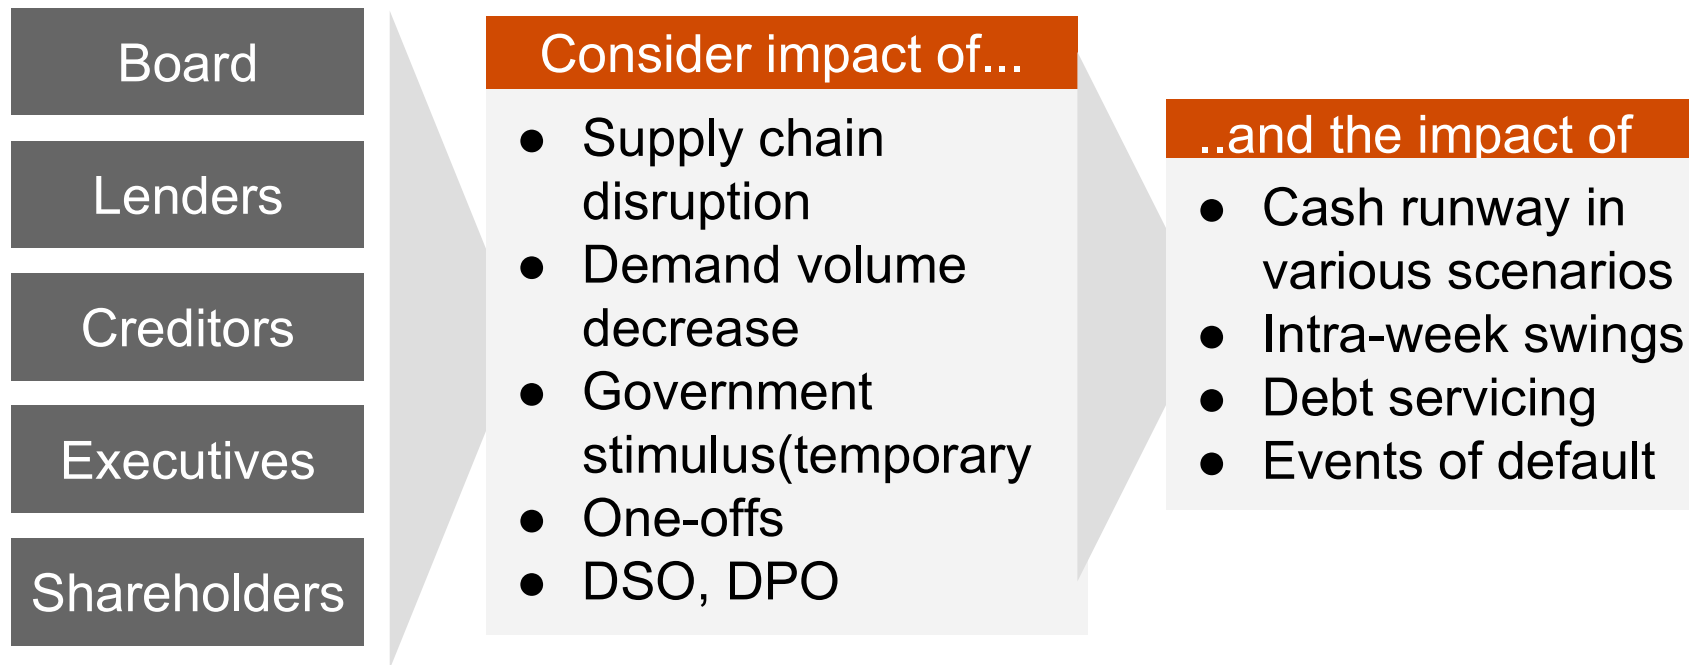 Board
Lenders
Creditors
Executives
Shareholders
Consider impact of...
● Supply chain
disruption
● Demand volume
decrease
● Government
stimulus(temporary
● One-offs
● DSO, DPO
..and the impact of
● Cash runway in
various scenarios
● Intra-week swings
● Debt servicing
● Events of default